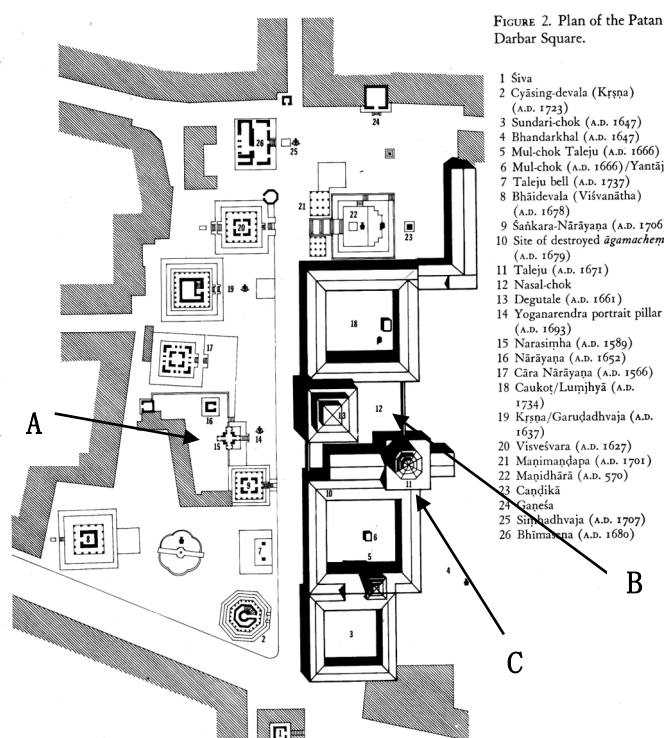 FIGURE 2. Plan of the Patan
Darbar Square.
1 Śiva
2 Cyāsing-devala (Kṛṣṇa)
(A.D. 1723)
3 Sundari-chok (A.D. 1647)
4 Bhandarkhal (A.D. 1647)
5 Mul-chok Taleju (A.D. 1666)
6 Mul-chok (A.D. 1666)/Yantāj
7 Taleju bell (A.D. 1737)
8 Bhāidevala (Viśvanātha)
(A.D. 1678)
9 Śaṅkara-Nārāyaṇa (A.D. 1706
10 Site of destroyed āgamacheṃ
(A.D. 1679)
11 Taleju (A.D. 1671)
12 Nasal-chok
13 Degutale (A.D. 1661)
14 Yoganarendra portrait pillar
(A.D. 1693)
15 Narasiṃha (A.D. 1589)
16 Nārāyaṇa (A.D. 1652)
17 Cāra Nārāyaṇa (A.D. 1566)
18 Caukoṭ/Luṃjhyā (A.D.
1734)
19 Kṛṣṇa/Garuḍadhvaja (A.D.
1637)
20 Visveśvara (A.D. 1627)
21 Maṇimaṇḍapa (A.D. 1701)
22 Maṇidhārā (A.D. 570)
23 Caṇḍikā
24 Gaṇeśa
25 Siṃhadhvaja (A.D. 1707)
26 Bhīmasena (A.D. 1680)
24
26
25
21
22
20
23
19
18
17
13
12
16
A
14
15
11
10
6
8
7
5
4
B
3
2
C